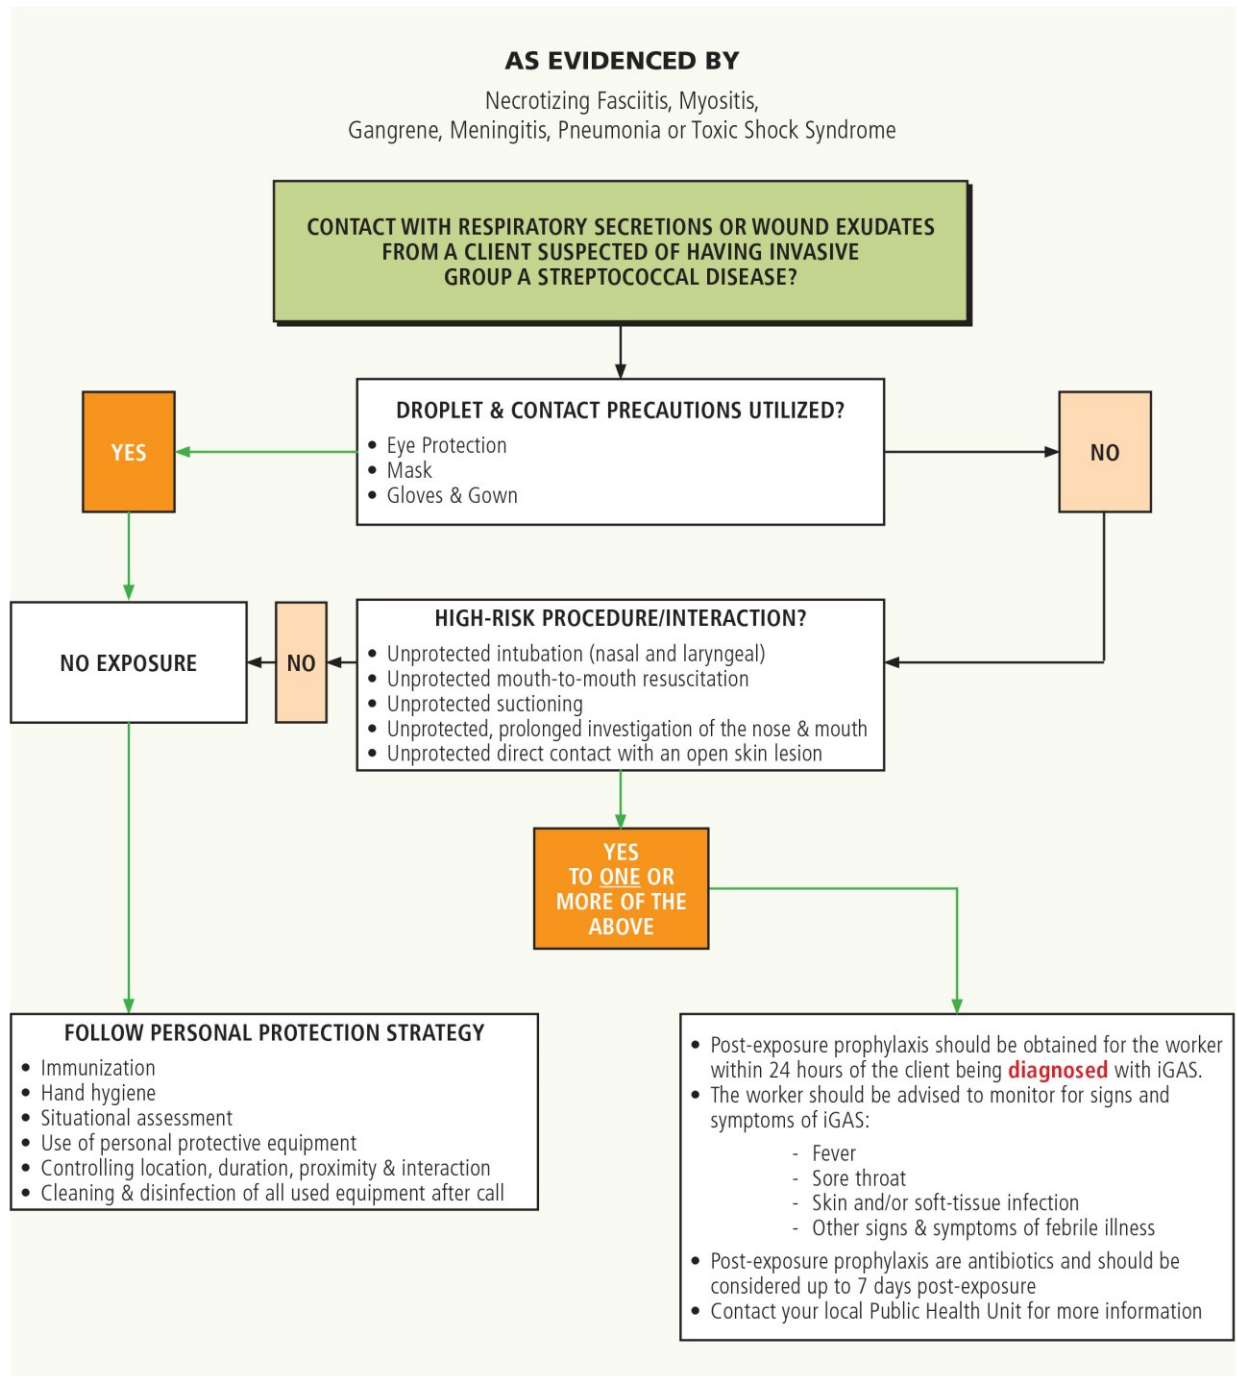 AS EVIDENCED BY
Necrotizing Fasciitis, Myositis,
Gangrene, Meningitis, Pneumonia or Toxic Shock Syndrome
CONTACT WITH RESPIRATORY SECRETIONS OR WOUND EXUDATES
FROM A CLIENT SUSPECTED OF HAVING INVASIVE
GROUP A STREPTOCOCCAL DISEASE?
DROPLET & CONTACT PRECAUTIONS UTILIZED?
• Eye Protection
• Mask
• Gloves & Gown
YES
NO
HIGH-RISK PROCEDURE/INTERACTION?
• Unprotected intubation (nasal and laryngeal)
• Unprotected mouth-to-mouth resuscitation
• Unprotected suctioning
• Unprotected, prolonged investigation of the nose & mouth
• Unprotected direct contact with an open skin lesion
NO
NO EXPOSURE
YES
TO ONE OR
MORE OF THE
ABOVE
FOLLOW PERSONAL PROTECTION STRATEGY
• Immunization
• Hand hygiene
• Situational assessment
• Use of personal protective equipment
• Controlling location, duration, proximity & interaction
• Cleaning & disinfection of all used equipment after call
• Post-exposure prophylaxis should be obtained for the worker
within 24 hours of the client being diagnosed with iGAS.
• The worker should be advised to monitor for signs and
symptoms of iGAS:
- Fever
- Sore throat
- Skin and/or soft-tissue infection
- Other signs & symptoms of febrile illness
• Post-exposure prophylaxis are antibiotics and should be
considered up to 7 days post-exposure
• Contact your local Public Health Unit for more information